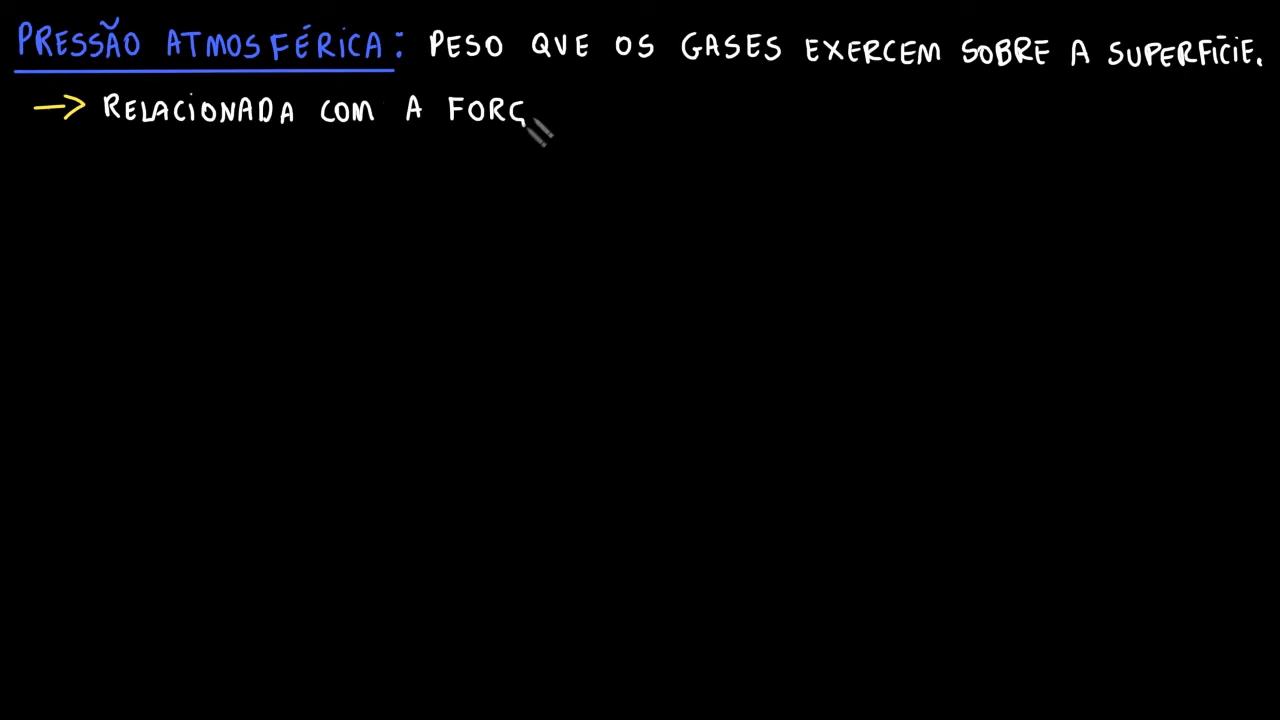 PRESSÃO ATMOSFÉRICA: PESO QUE OS GASES EXERCEM SOBRE A SUPERFÍCIE.
→ RELACIONADA COM A FORÇ